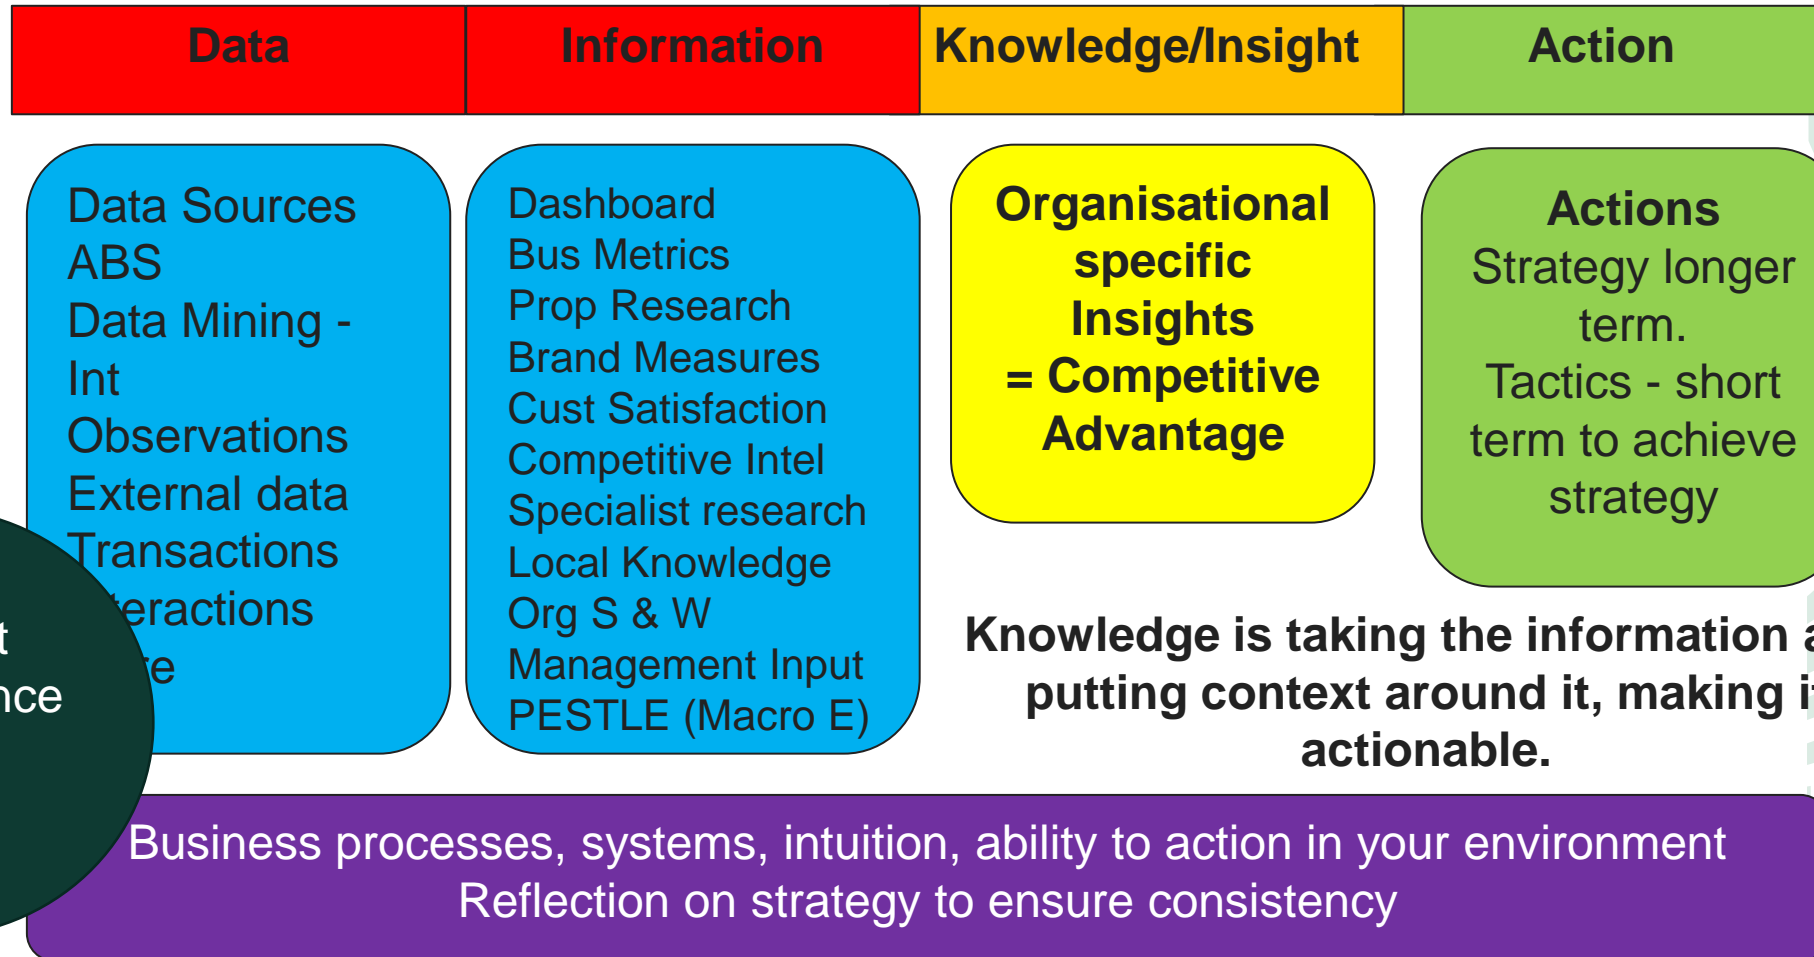 Data
Information
Knowledge/Insight
Action
Data Sources
ABS
Data Mining -
Int
Observations
External data
Transactions
Dashboard
Bus Metrics
Prop Research
Brand Measures
Cust Satisfaction
Competitive Intel
Specialist research
Local Knowledge
Org S & W
Management Input
PESTLE (Macro E)
Organisational
specific
Insights
= Competitive
Advantage
Actions
Strategy longer
term.
Tactics - short
term to achieve
strategy
Knowledge is taking the information
putting context around it, making
actionable.
Business processes, systems, intuition, ability to action in your environment
Reflection on strategy to ensure consistency